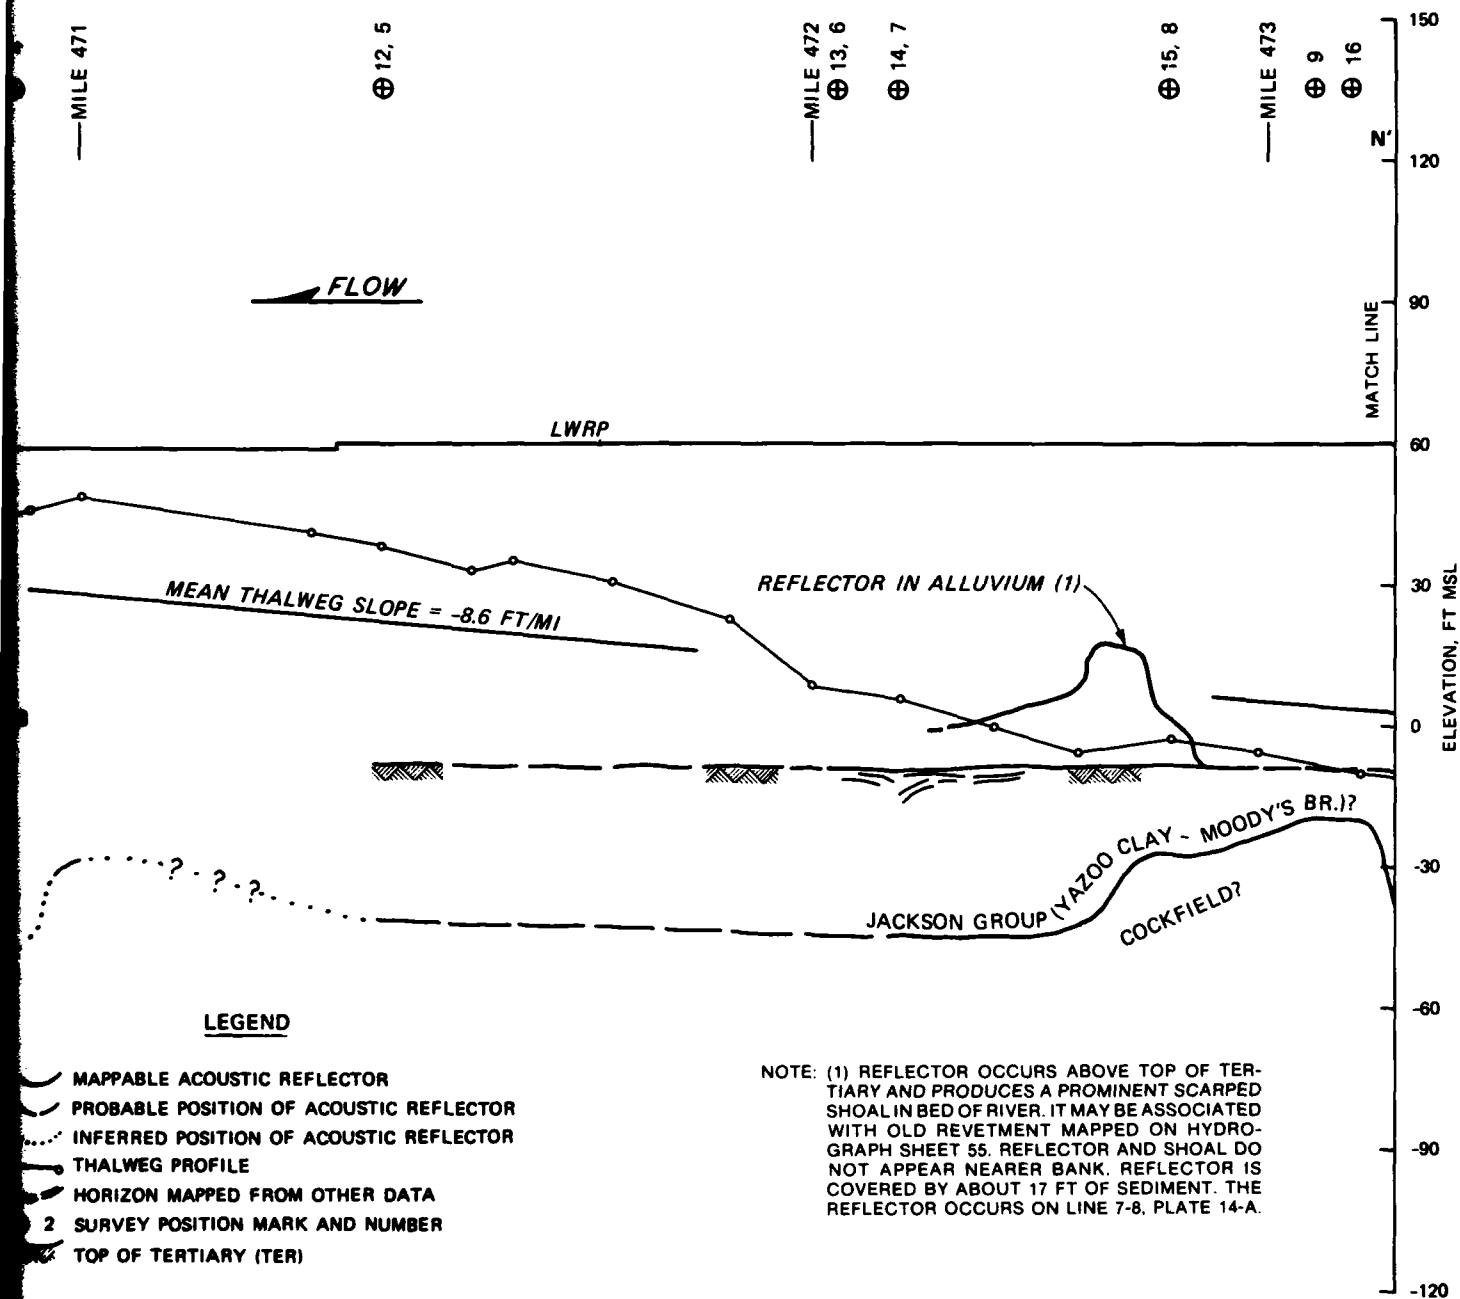 MILE 471
12, 5
MILE 472
13, 6
14, 7
15, 8
MILE 473
9
16
150
N'
120
FLOW
90
MATCH LINE
LWRP
60
REFLECTOR IN ALLUVIUM (1)
30
MEAN THALWEG SLOPE = -8.6 FT/MI
ELEVATION, FT MSL
0
JACKSON GROUP (YAZOO CLAY - MOODY'S BR.)?
? ? ?
-30
COCKFIELD?
-60
LEGEND
MAPPABLE ACOUSTIC REFLECTOR
PROBABLE POSITION OF ACOUSTIC REFLECTOR
INFERRED POSITION OF ACOUSTIC REFLECTOR
THALWEG PROFILE
HORIZON MAPPED FROM OTHER DATA
2 SURVEY POSITION MARK AND NUMBER
TOP OF TERTIARY (TER)
NOTE: (1) REFLECTOR OCCURS ABOVE TOP OF TER-
TIARY AND PRODUCES A PROMINENT SCARPED
SHOAL IN BED OF RIVER. IT MAY BE ASSOCIATED
WITH OLD REVETMENT MAPPED ON HYDRO-
GRAPH SHEET 55. REFLECTOR AND SHOAL DO
NOT APPEAR NEARER BANK. REFLECTOR IS
COVERED BY ABOUT 17 FT OF SEDIMENT. THE
REFLECTOR OCCURS ON LINE 7-8, PLATE 14-A.
-90
-120